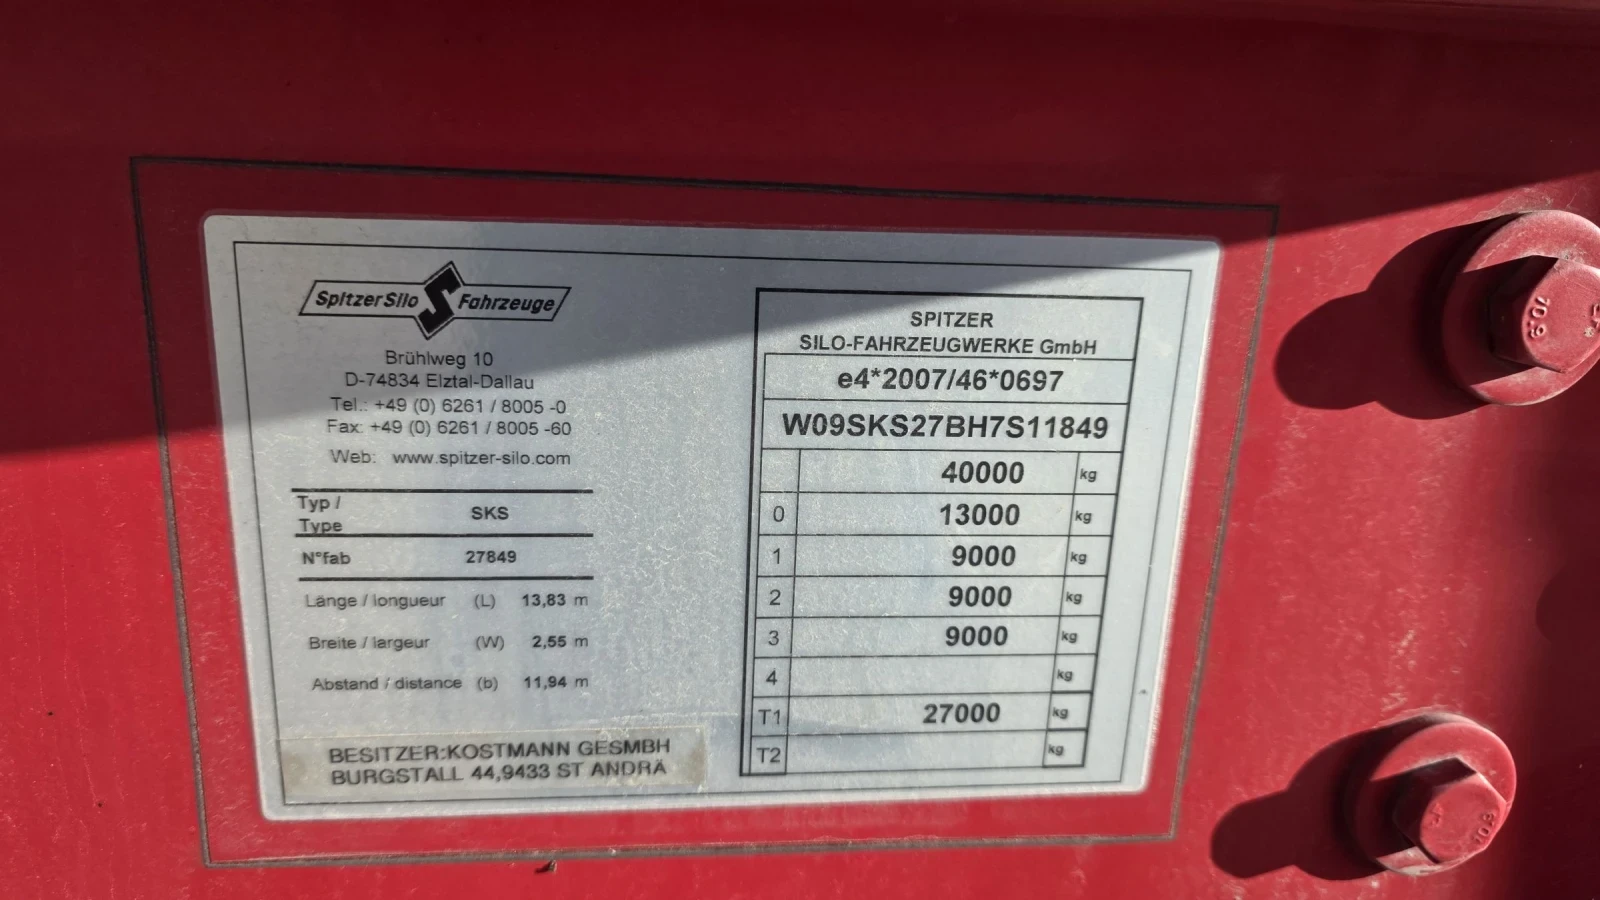 Spitzer Silo S Fahrzeuge
Brühlweg 10
D-74834 Elztal-Dallau
Tel.: +49 (0) 6261 / 8005 -0
Fax: +49 (0) 6261 / 8005 -60
Web: www.spitzer-silo.com
Typ / Type SKS
N°fab 27849
Länge / longueur (L) 13,83 m
Breite / largeur (W) 2,55 m
Abstand / distance (b) 11,94 m
BESITZER:KOSTMANN GESMBH
BURGSTALL 44,9433 ST ANDRÄ
SPITZER
SILO-FAHRZEUGWERKE GmbH
e4*2007/46*0697
W09SKS27BH7S11849
40000 kg
0 13000 kg
1 9000 kg
2 9000 kg
3 9000 kg
4 kg
T1 27000 kg
T2 kg
10.9
10.9